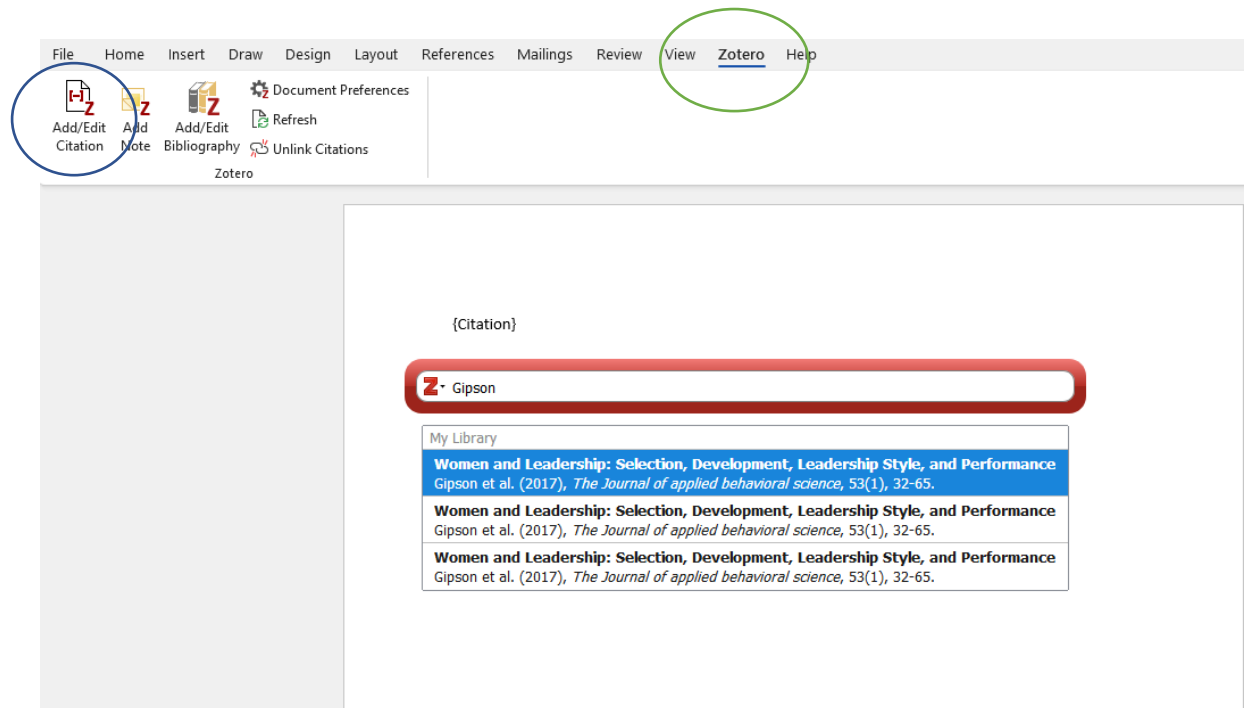 File Home Insert Draw Design Layout References Mailings Review View Zotero Help
Document Preferences
Add/Edit Citation
Add Note
Add/Edit Bibliography
Refresh
Unlink Citations
Zotero
{Citation}
Z Gipson
My Library
Women and Leadership: Selection, Development, Leadership Style, and Performance
Gipson et al. (2017), The Journal of applied behavioral science, 53(1), 32-65.
Women and Leadership: Selection, Development, Leadership Style, and Performance
Gipson et al. (2017), The Journal of applied behavioral science, 53(1), 32-65.
Women and Leadership: Selection, Development, Leadership Style, and Performance
Gipson et al. (2017), The Journal of applied behavioral science, 53(1), 32-65.